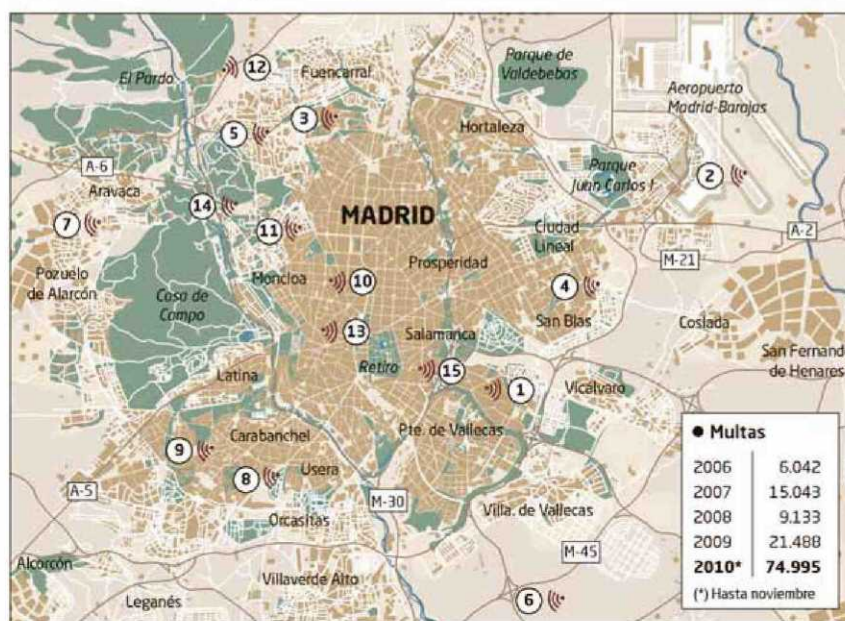 12
El Pardo
Fuencarral
Parque de
Valdebebas
Aeropuerto
Madrid-Barajas
5
3
Hortaleza
A-6
Aravaca
Parque
Juan Carlos I
2
14
7
11
MADRID
Ciudad
Lineal
A-2
M-21
Pozuelo
de Alarcón
Moncloa
Prosperidad
10
4
Casa de
Campo
13
Salamanca
San Blas
Coslada
Retiro
San Fernand
de Henares
Latina
15
1
Vicálvaro
Carabanchel
Pte. de Vallecas
9
8
Usera
A-5
M-30
Orcasitas
Villa. de Vallecas
M-45
Alcorcón
Villaverde Alto
Leganés
6
● Multas
2006 6.042
2007 15.043
2008 9.133
2009 21.488
2010* 74.995
(*) Hasta noviembre